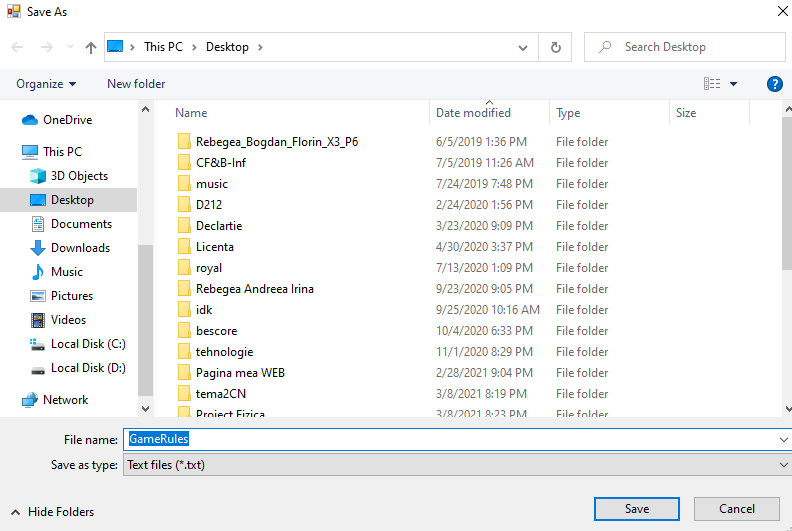 Save As
This PC > Desktop >
Search Desktop
Organize
New folder
?
Name Date modified Type Size
OneDrive
This PC
3D Objects
Desktop
Documents
Downloads
Music
Pictures
Videos
Local Disk (C:)
Local Disk (D:)
Network
Rebegea_Bogdan_Florin_X3_P6 6/5/2019 1:36 PM File folder
CF&B-Inf 7/5/2019 11:26 AM File folder
music 7/24/2019 7:48 PM File folder
D212 2/24/2020 1:56 PM File folder
Declartie 3/23/2020 9:09 PM File folder
Licenta 4/30/2020 3:37 PM File folder
royal 7/13/2020 1:09 PM File folder
Rebegea Andreea Irina 9/23/2020 9:05 PM File folder
idk 9/25/2020 10:16 AM File folder
bescore 10/4/2020 6:33 PM File folder
tehnologie 11/1/2020 8:29 PM File folder
Pagina mea WEB 2/28/2021 9:04 PM File folder
tema2CN 3/8/2021 8:19 PM File folder
Project Fizica 3/8/2021 8:23 PM File folder
File name: GameRules
Save as type: Text files (*.txt)
Hide Folders
Save
Cancel